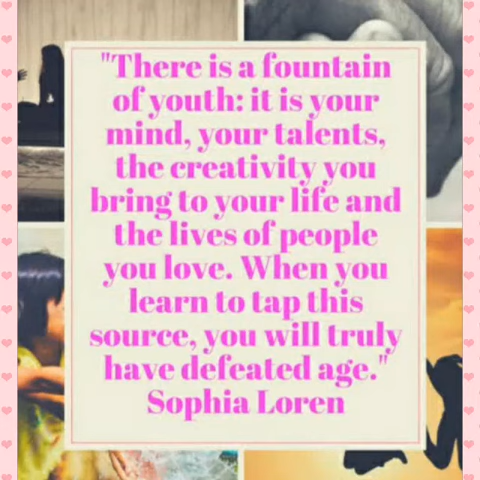 "There is a fountain
of youth: it is your
mind, your talents,
the creativity you
bring to your life and
the lives of people
you love. When you
learn to tap this
source, you will truly
have defeated age."
Sophia Loren